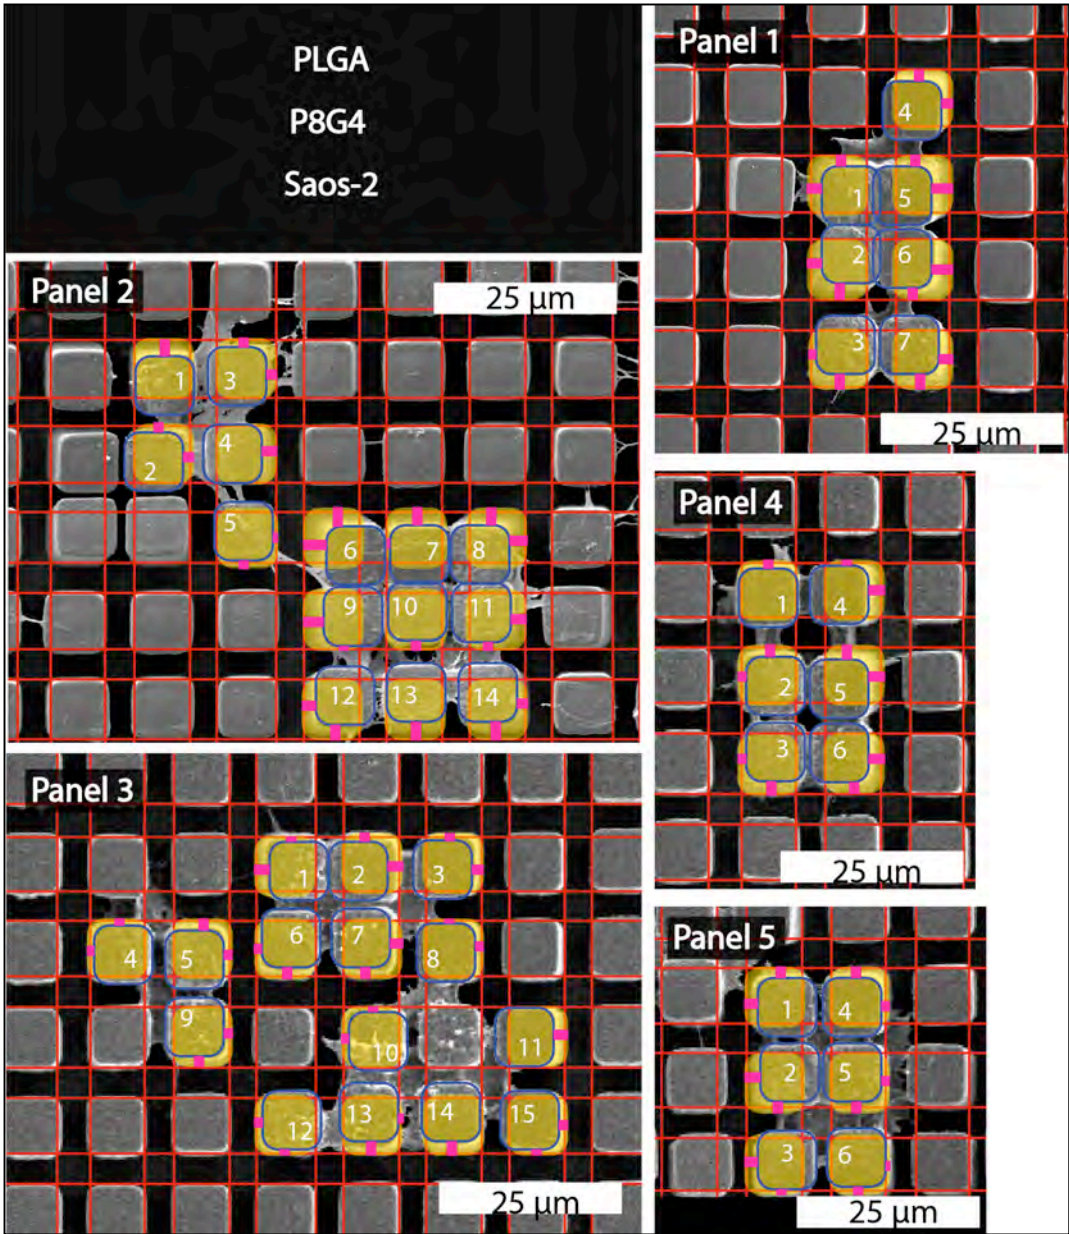 PLGA
P8G4
Saos-2
Panel 1
4
1 5
2 6
3 7
25 µm
Panel 2
25 µm
1 3
2 4
5
6 7 8
9 10 11
12 13 14
Panel 4
1 4
2 5
3 6
25 µm
Panel 3
1 2 3
4 5 6 7 8
9 10 11
12 13 14 15
25 µm
Panel 5
1 4
2 5
3 6
25 µm